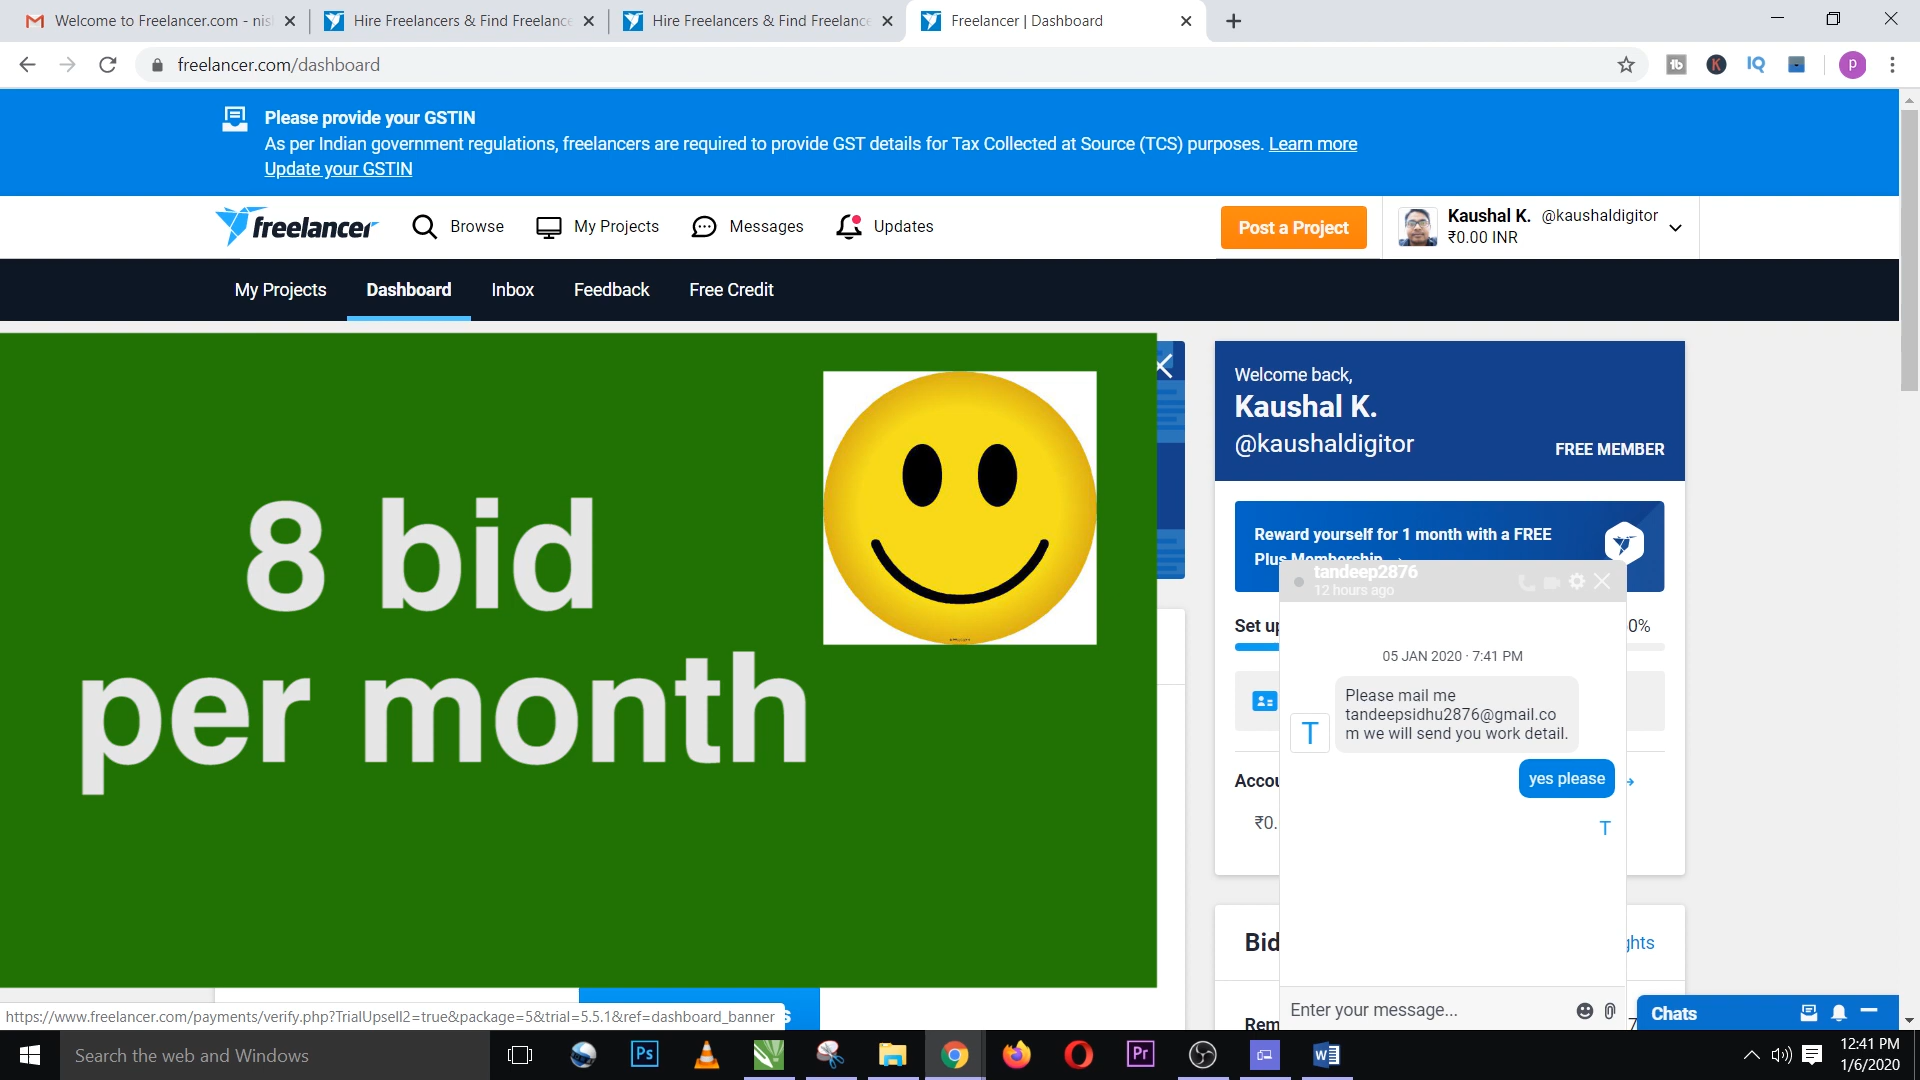 Welcome to Freelancer.com - nis
Hire Freelancers & Find Freelance
Hire Freelancers & Find Freelance
Freelancer | Dashboard
freelancer.com/dashboard
Please provide your GSTIN
As per Indian government regulations, freelancers are required to provide GST details for Tax Collected at Source (TCS) purposes. Learn more
Update your GSTIN
freelancer
Browse
My Projects
Messages
Updates
Post a Project
Kaushal K. @kaushaldigitor
₹0.00 INR
My Projects
Dashboard
Inbox
Feedback
Free Credit
8 bid
per month
Welcome back,
Kaushal K.
@kaushaldigitor
FREE MEMBER
Reward yourself for 1 month with a FREE
Plus Membership
tandeep2876
12 hours ago
Set up
0%
05 JAN 2020 · 7:41 PM
Please mail me
tandeepsidhu2876@gmail.co
m we will send you work detail.
T
yes please
T
Accou
₹0.
Bid
ghts
Rem
7
Enter your message...
Chats
https://www.freelancer.com/payments/verify.php?TrialUpsell2=true&package=5&trial=5.5.1&ref=dashboard_banner
s
Search the web and Windows
12:41 PM
1/6/2020